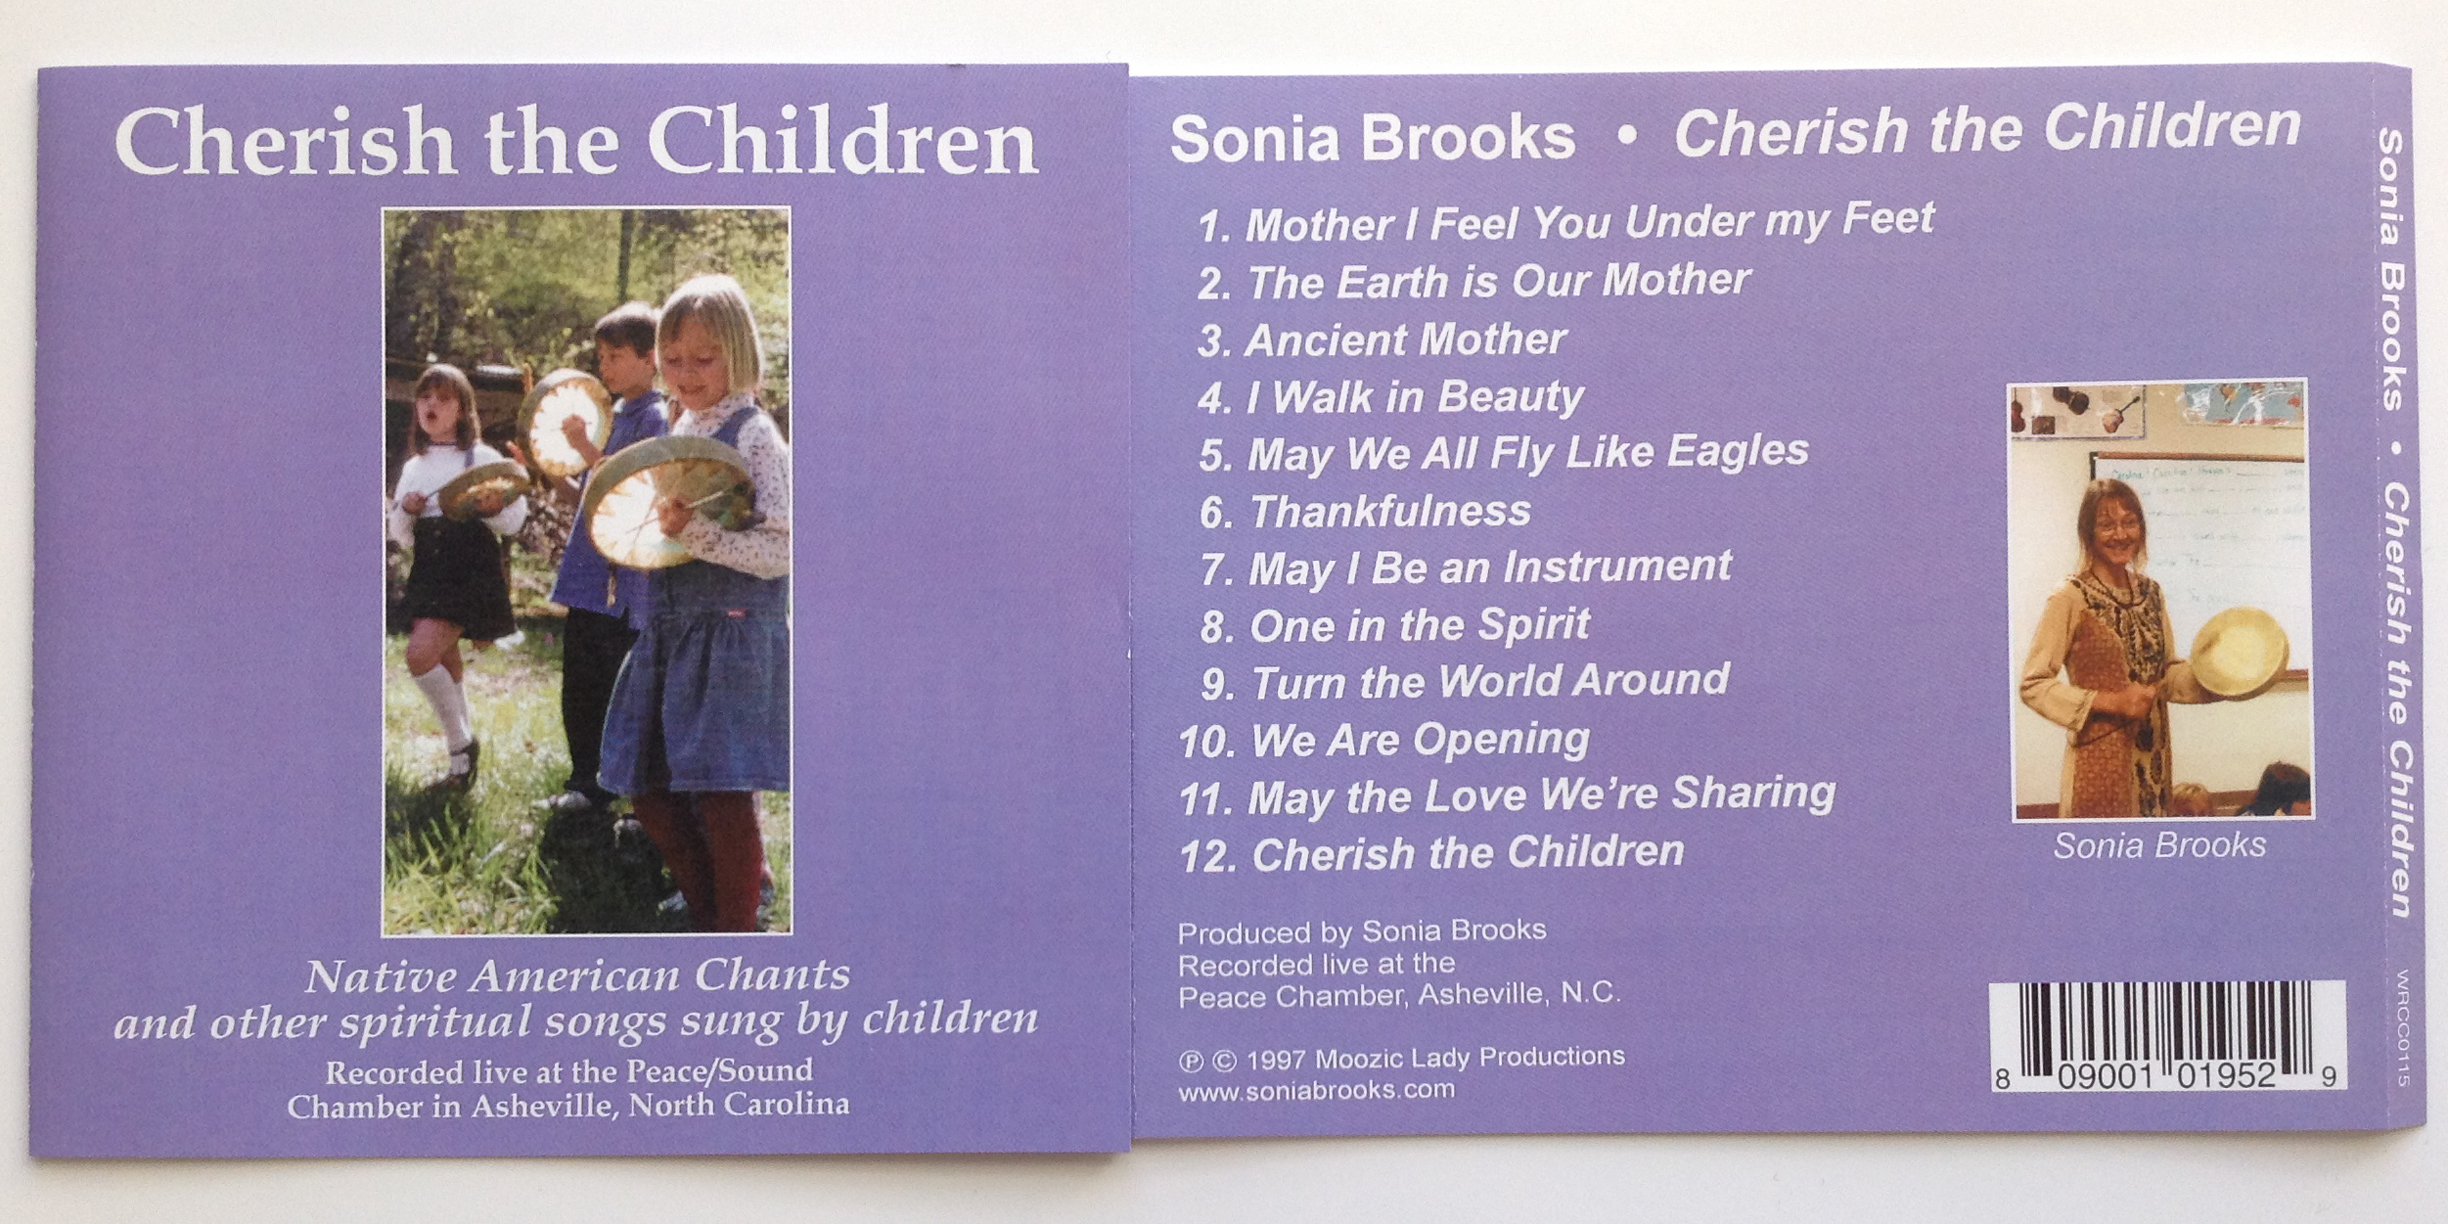 Cherish the Children
Native American Chants
and other spiritual songs sung by children
Recorded live at the Peace/Sound
Chamber in Asheville, North Carolina
Sonia Brooks • Cherish the Children
1. Mother I Feel You Under my Feet
2. The Earth is Our Mother
3. Ancient Mother
4. I Walk in Beauty
5. May We All Fly Like Eagles
6. Thankfulness
7. May I Be an Instrument
8. One in the Spirit
9. Turn the World Around
10. We Are Opening
11. May the Love We're Sharing
12. Cherish the Children
Sonia Brooks
Produced by Sonia Brooks
Recorded live at the
Peace Chamber, Asheville, N.C.
℗ © 1997 Moozic Lady Productions
www.soniabrooks.com
8 09001 01952 9
Sonia Brooks • Cherish the Children WRCC0115